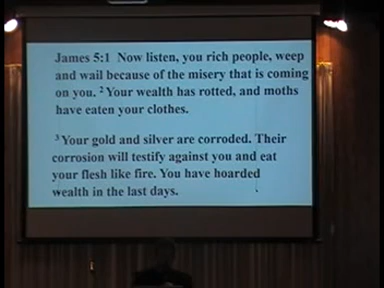 James 5:1 Now listen, you rich people, weep
and wail because of the misery that is coming
on you. ² Your wealth has rotted, and moths
have eaten your clothes.
³ Your gold and silver are corroded. Their
corrosion will testify against you and eat
your flesh like fire. You have hoarded
wealth in the last days.